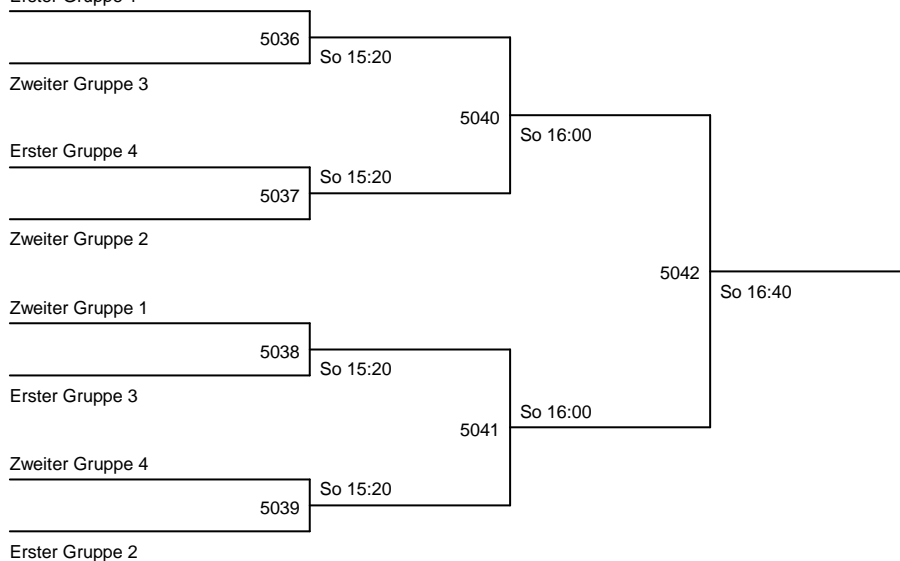 5036
So 15:20
Zweiter Gruppe 3
5040
So 16:00
Erster Gruppe 4
So 15:20
5037
Zweiter Gruppe 2
5042
So 16:40
Zweiter Gruppe 1
5038
So 15:20
Erster Gruppe 3
So 16:00
5041
Zweiter Gruppe 4
So 15:20
5039
Erster Gruppe 2